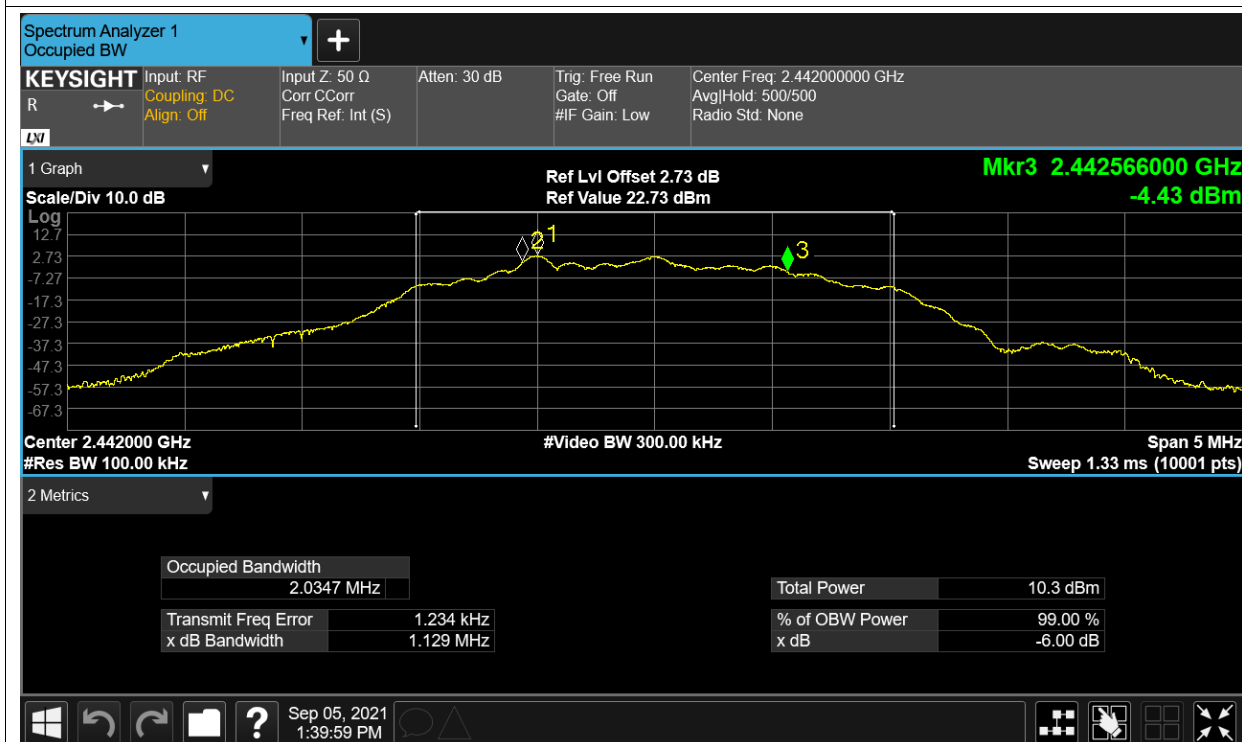 Spectrum Analyzer 1
Occupied BW
KEYSIGHT
R
LXI
Input: RF
Coupling: DC
Align: Off
Input Z: 50 Ω
Corr CCorr
Freq Ref: Int (S)
Atten: 30 dB
Trig: Free Run
Gate: Off
#IF Gain: Low
Center Freq: 2.442000000 GHz
Avg|Hold: 500/500
Radio Std: None
1 Graph
Scale/Div 10.0 dB
Ref Lvl Offset 2.73 dB
Ref Value 22.73 dBm
Mkr3 2.442566000 GHz
-4.43 dBm
Log
12.7
2.73
-7.27
-17.3
-27.3
-37.3
-47.3
-57.3
-67.3
2
1
3
Center 2.442000 GHz
#Res BW 100.00 kHz
#Video BW 300.00 kHz
Span 5 MHz
Sweep 1.33 ms (10001 pts)
2 Metrics
Occupied Bandwidth
2.0347 MHz
Transmit Freq Error 1.234 kHz
x dB Bandwidth 1.129 MHz
Total Power 10.3 dBm
% of OBW Power 99.00 %
x dB -6.00 dB
?
Sep 05, 2021
1:39:59 PM